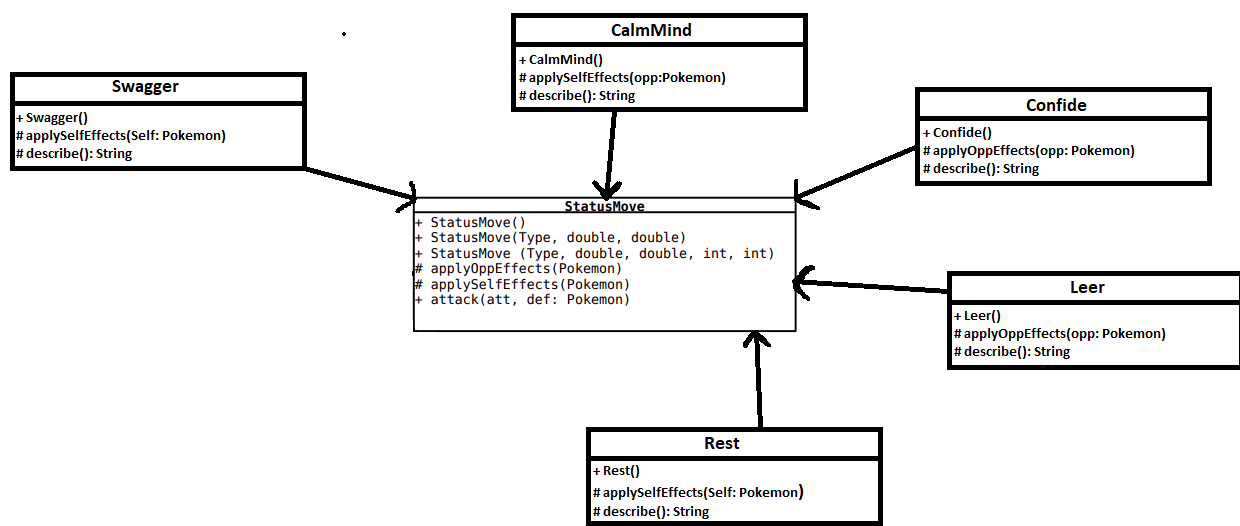 CalmMind
+ CalmMind()
# applySelfEffects(opp:Pokemon)
# describe(): String
Swagger
+ Swagger()
# applySelfEffects(Self: Pokemon)
# describe(): String
Confide
+ Confide()
# applyOppEffects(opp: Pokemon)
# describe(): String
StatusMove
+ StatusMove()
+ StatusMove(Type, double, double)
+ StatusMove (Type, double, double, int, int)
# applyOppEffects(Pokemon)
# applySelfEffects(Pokemon)
+ attack(att, def: Pokemon)
Leer
+ Leer()
# applyOppEffects(opp: Pokemon)
# describe(): String
Rest
+ Rest()
# applySelfEffects(Self: Pokemon)
# describe(): String